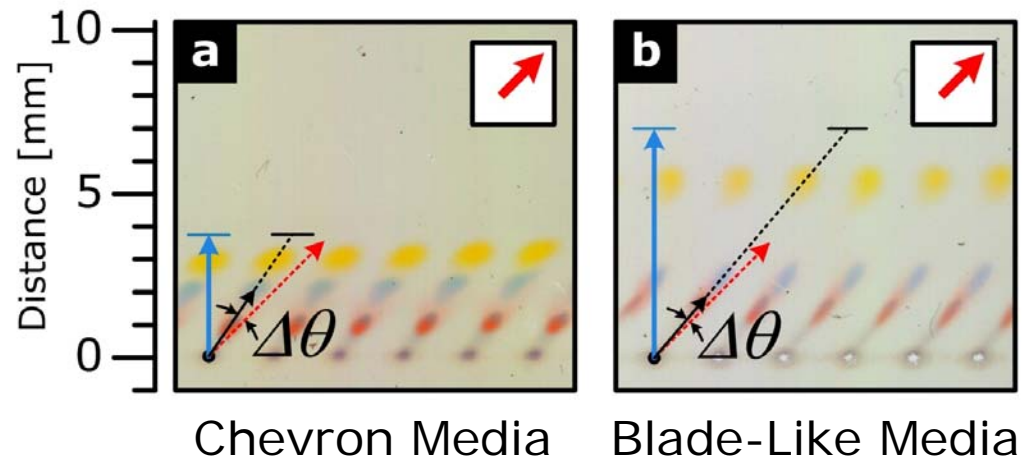 10
5
0
Distance [mm]
a
Δθ
Chevron Media
b
Δθ
Blade-Like Media